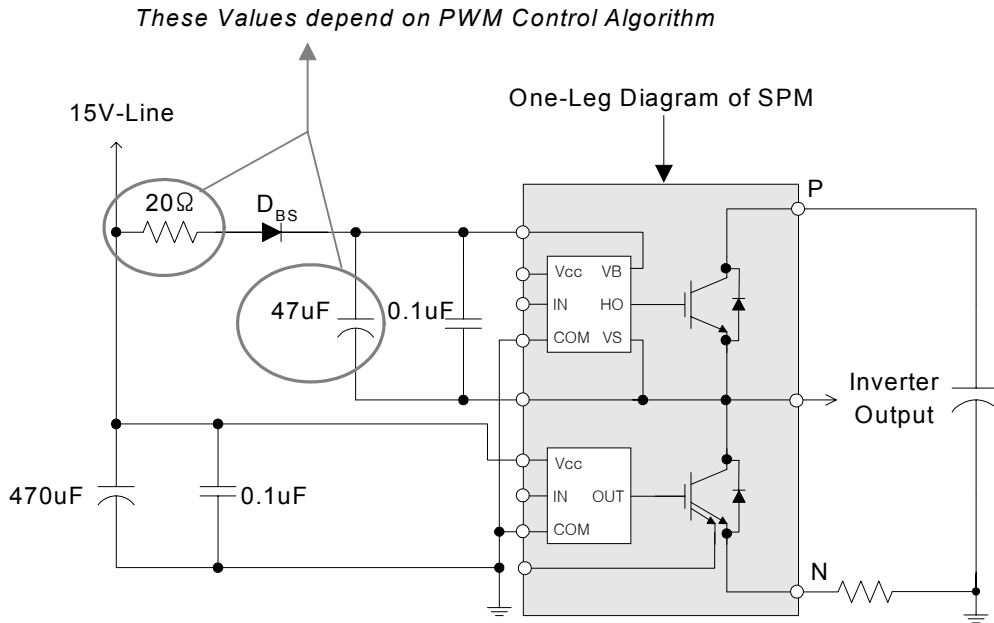 These Values depend on PWM Control Algorithm
One-Leg Diagram of SPM
15V-Line
P
20Ω
D_BS
Vcc VB
IN HO
COM VS
47uF
0.1uF
Inverter
Output
Vcc
IN OUT
COM
470uF
0.1uF
N